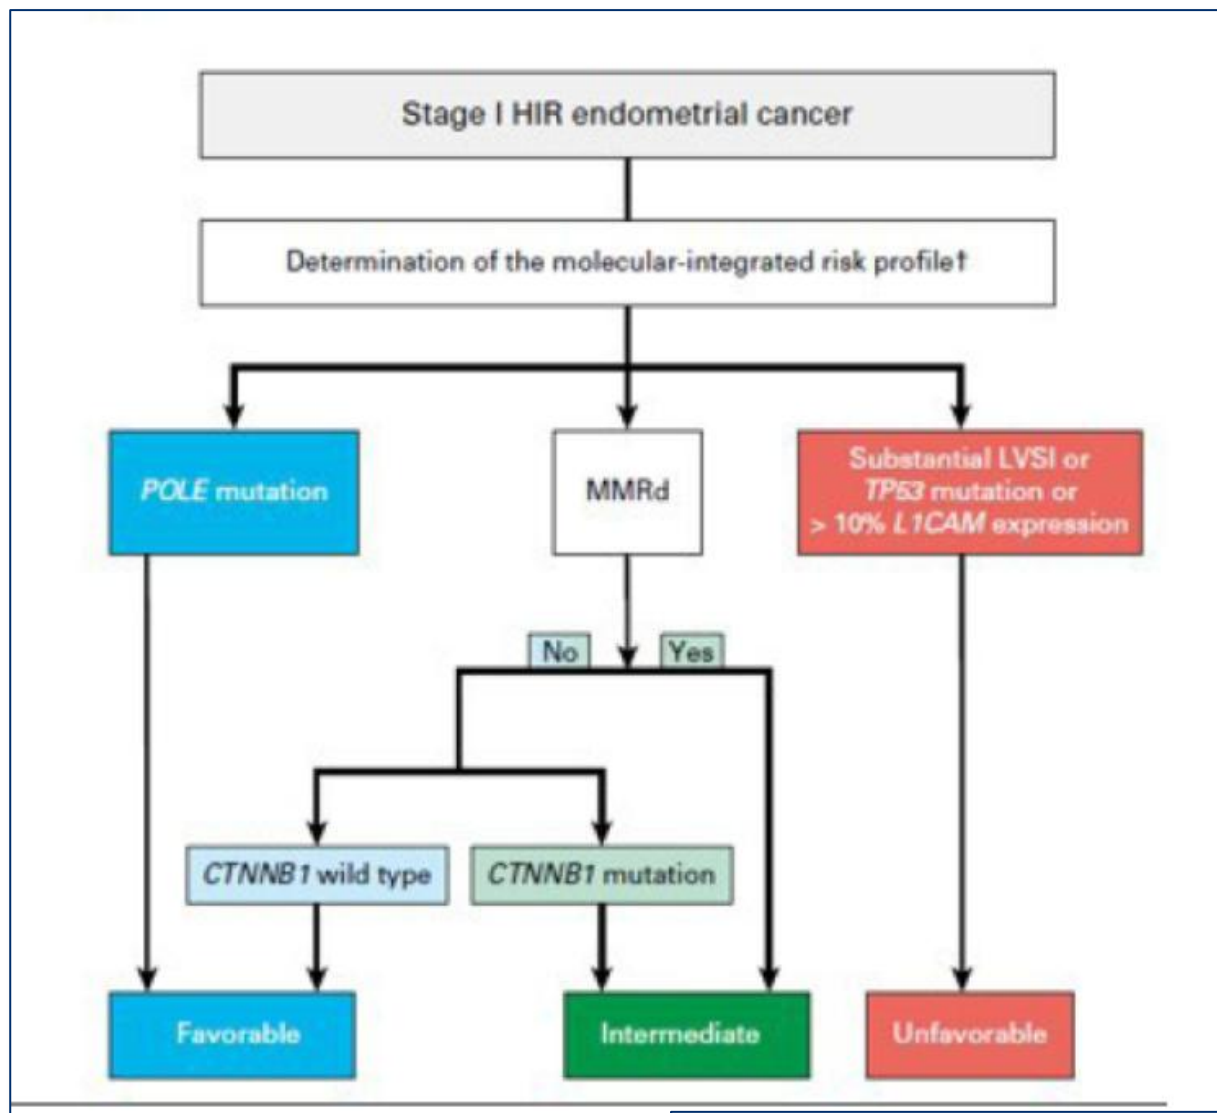 Stage I HIR endometrial cancer
Determination of the molecular-integrated risk profile†
POLE mutation
MMRd
Substantial LVSI or
TP53 mutation or
> 10% L1CAM expression
No
Yes
CTNNB1 wild type
CTNNB1 mutation
Favorable
Intermediate
Unfavorable